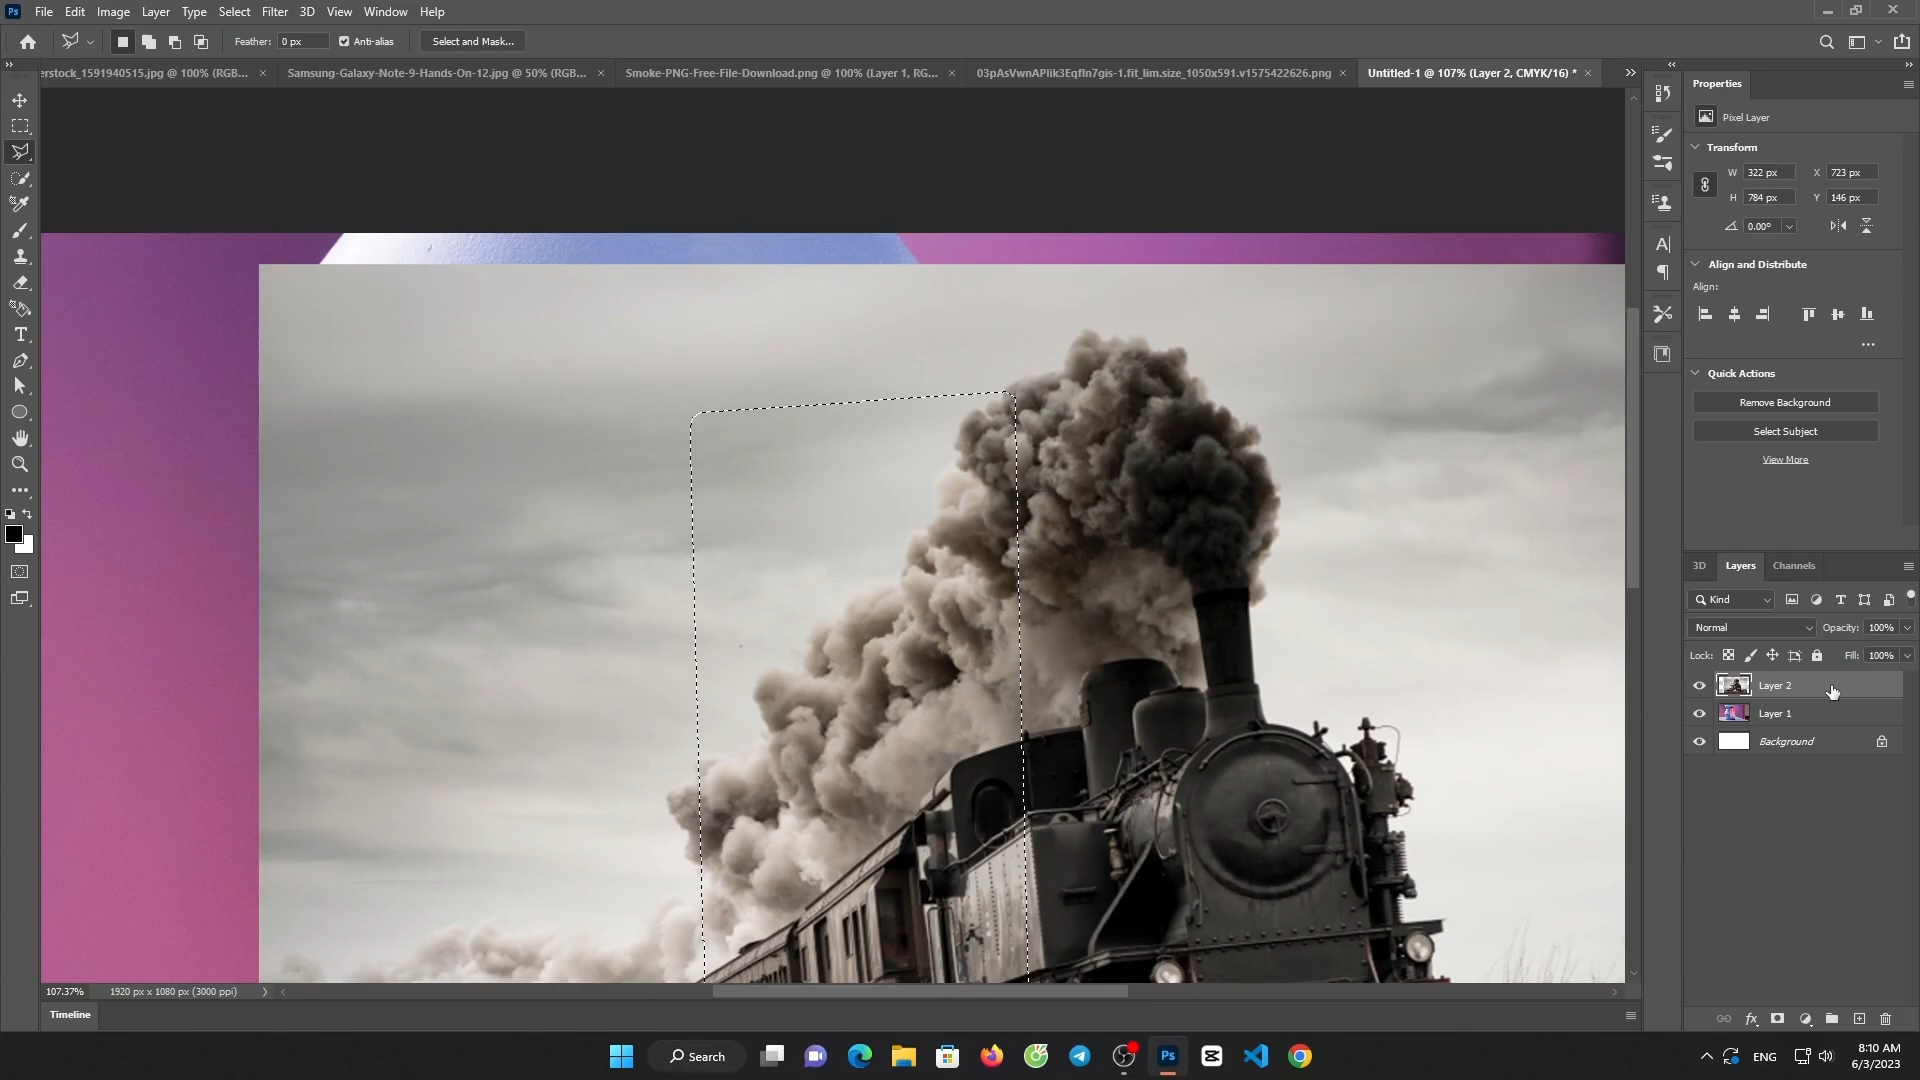 Ps File Edit Image Layer Type Select Filter 3D View Window Help
Feather: 0 px Anti-alias Select and Mask...
erstock_1591940515.jpg @ 100% (RGB... Samsung-Galaxy-Note-9-Hands-On-12.jpg @ 50% (RGB... Smoke-PNG-Free-File-Download.png @ 100% (Layer 1, RG... 03pAsVwnAPIik3EqfIn7gis-1.fit_lim.size_1050x591.v1575422626.png Untitled-1 @ 107% (Layer 2, CMYK/16) *
Properties
Pixel Layer
Transform
W 322 px X 723 px
H 784 px Y 146 px
0.00°
Align and Distribute
Align:
Quick Actions
Remove Background
Select Subject
View More
3D Layers Channels
Kind
Normal Opacity: 100%
Lock: Fill: 100%
Layer 2
Layer 1
Background
107.37% 1920 px x 1080 px (3000 ppi)
Timeline
Search
ENG
8:10 AM
6/3/2023